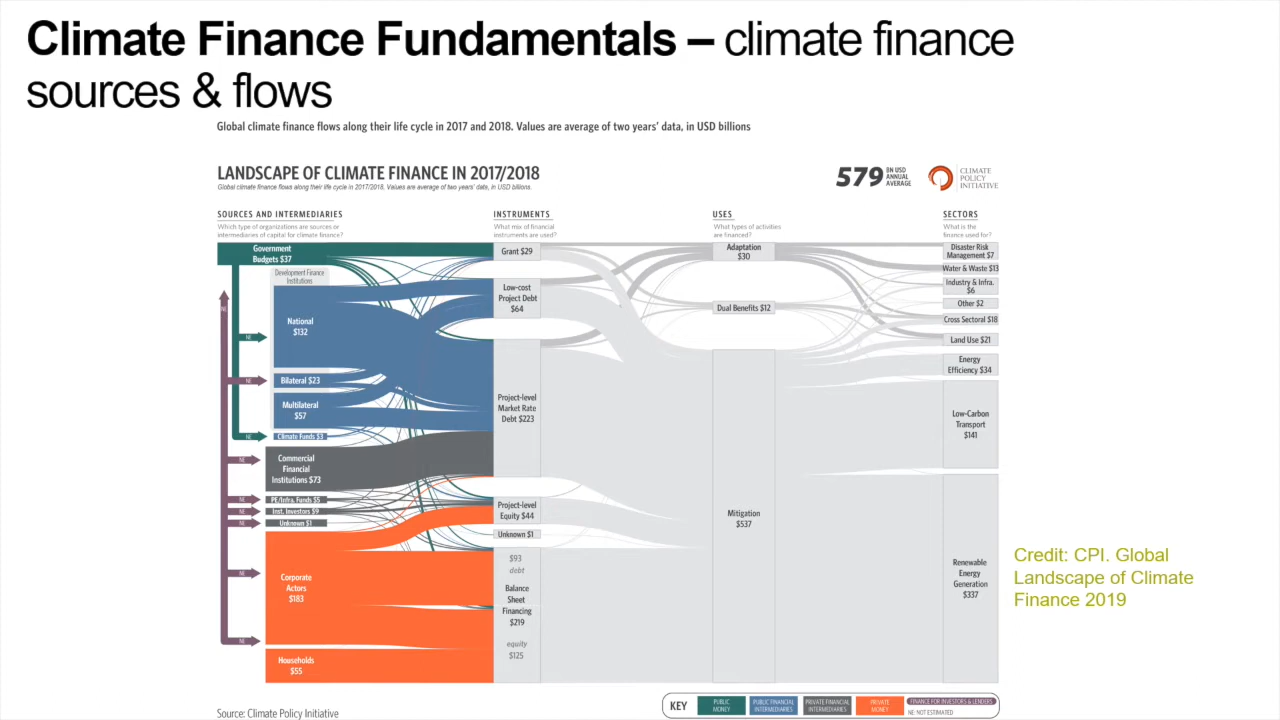 Climate Finance Fundamentals – climate finance
sources & flows
Global climate finance flows along their life cycle in 2017 and 2018. Values are average of two years' data, in USD billions
LANDSCAPE OF CLIMATE FINANCE IN 2017/2018
Global climate finance flows along their life cycle in 2017/2018. Values are average of two years' data, in USD billions.
579 BN USD
ANNUAL
AVERAGE
CLIMATE
POLICY
INITIATIVE
SOURCES AND INTERMEDIARIES
Which type of organizations are sources or
intermediaries of capital for climate finance?
INSTRUMENTS
What mix of financial
instruments are used?
USES
What types of activities
are financed?
SECTORS
What is the
finance used for?
Government
Budgets $37
Development Finance
Institutions
National
$132
Bilateral $23
Multilateral
$57
Climate Funds $3
Commercial
Financial
Institutions $73
PE/Infra. Funds $5
Inst. Investors $9
Unknown $1
Corporate
Actors
$183
Households
$55
NE
NE
NE
NE
NE
NE
NE
NE
NE
NE
Grant $29
Low-cost
Project Debt
$64
Project-level
Market Rate
Debt $223
Project-level
Equity $44
Unknown $1
$93
debt
Balance
Sheet
Financing
$219
equity
$125
Adaptation
$30
Dual Benefits $12
Mitigation
$537
Disaster Risk
Management $7
Water & Waste $13
Industry & Infra.
$6
Other $2
Cross Sectoral $18
Land Use $21
Energy
Efficiency $34
Low-Carbon
Transport
$141
Renewable
Energy
Generation
$337
Credit: CPI. Global
Landscape of Climate
Finance 2019
KEY
PUBLIC
MONEY
PUBLIC FINANCIAL
INTERMEDIARIES
PRIVATE FINANCIAL
INTERMEDIARIES
PRIVATE
MONEY
FINANCE FOR INVESTORS & LENDERS
NE: NOT ESTIMATED
Source: Climate Policy Initiative